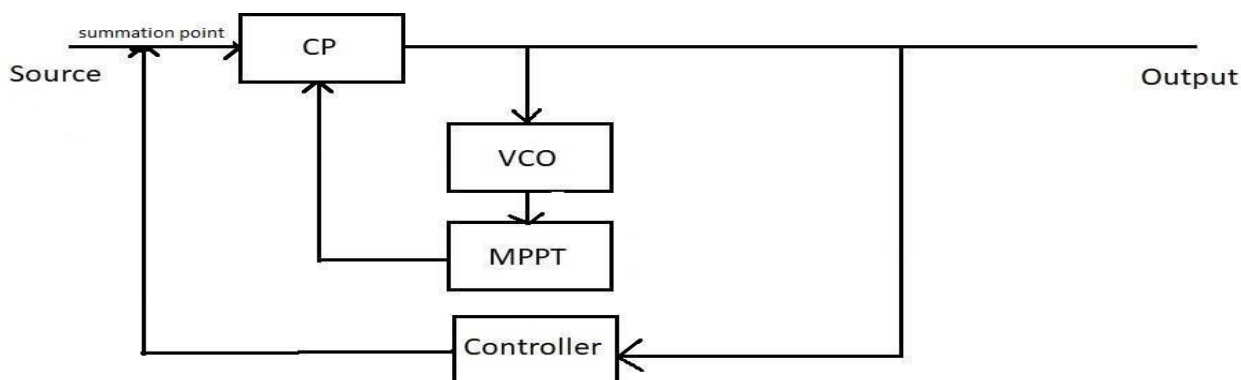 summation point
CP
Source
Output
VCO
MPPT
Controller